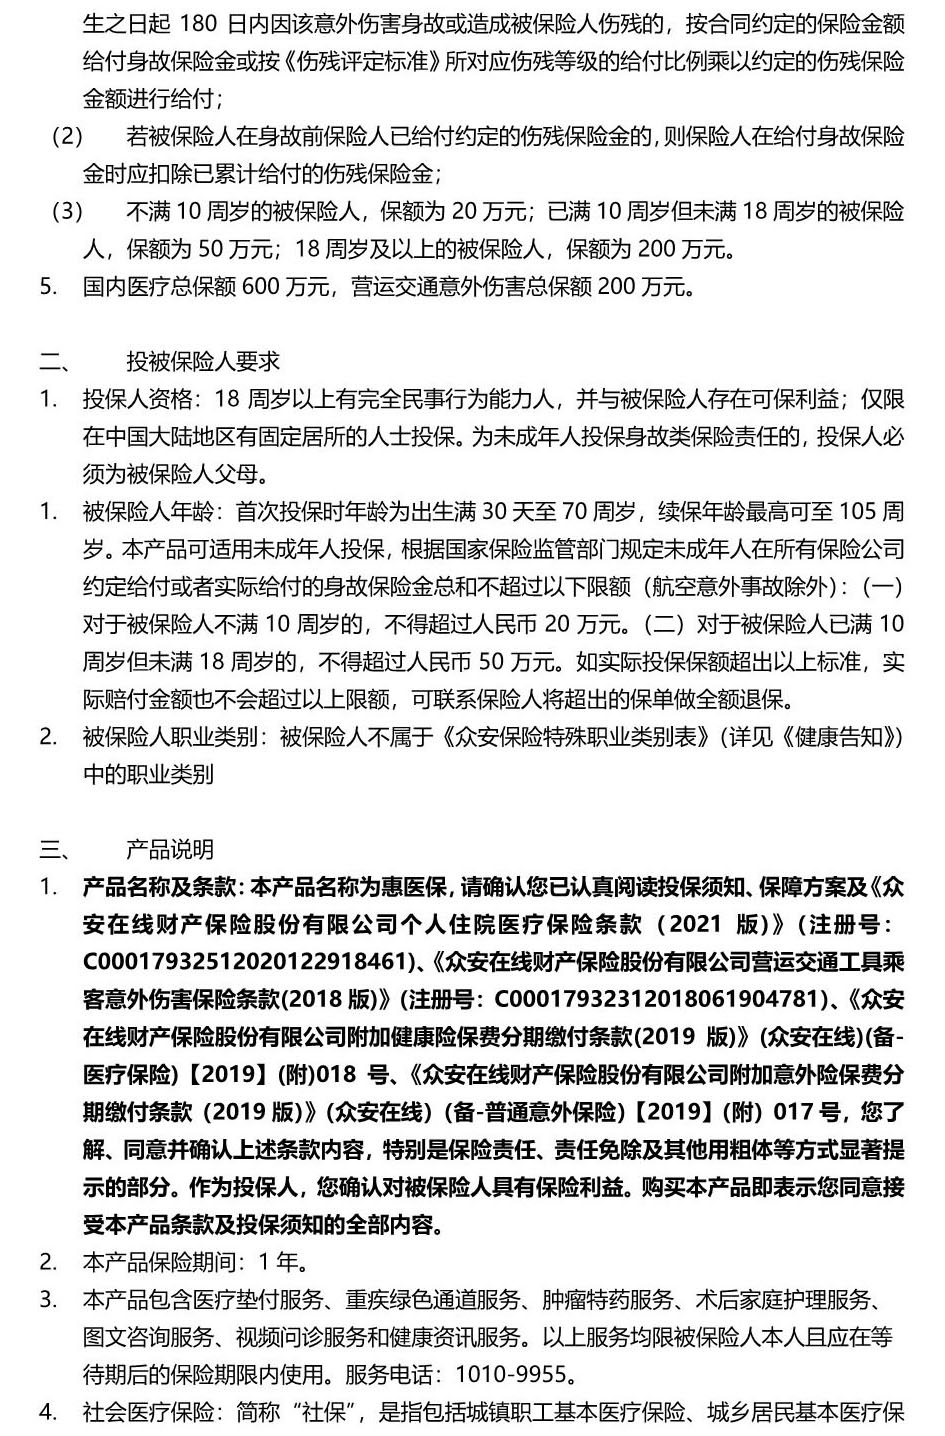 生之日起 180 日内因该意外伤害身故或造成被保险人伤残的，按合同约定的保险金额
给付身故保险金或按《伤残评定标准》所对应伤残等级的给付比例乘以约定的伤残保险
金额进行给付；
（2） 若被保险人在身故前保险人已给付约定的伤残保险金的，则保险人在给付身故保险
金时应扣除已累计给付的伤残保险金；
（3） 不满 10 周岁的被保险人，保额为 20 万元；已满 10 周岁但未满 18 周岁的被保险
人，保额为 50 万元；18 周岁及以上的被保险人，保额为 200 万元。
5. 国内医疗总保额 600 万元，营运交通意外伤害总保额 200 万元。
二、 投被保险人要求
1. 投保人资格：18 周岁以上有完全民事行为能力人，并与被保险人存在可保利益；仅限
在中国大陆地区有固定居所的人士投保。为未成年人投保身故类保险责任的，投保人必
须为被保险人父母。
1. 被保险人年龄：首次投保时年龄为出生满 30 天至 70 周岁，续保年龄最高可至 105 周
岁。本产品可适用未成年人投保，根据国家保险监管部门规定未成年人在所有保险公司
约定给付或者实际给付的身故保险金总和不超过以下限额（航空意外事故除外）：（一）
对于被保险人不满 10 周岁的，不得超过人民币 20 万元。（二）对于被保险人已满 10
周岁但未满 18 周岁的，不得超过人民币 50 万元。如实际投保保额超出以上标准，实
际赔付金额也不会超过以上限额，可联系保险人将超出的保单做全额退保。
2. 被保险人职业类别：被保险人不属于《众安保险特殊职业类别表》（详见《健康告知》）
中的职业类别
三、 产品说明
1. 产品名称及条款：本产品名称为惠医保，请确认您已认真阅读投保须知、保障方案及《众
安在线财产保险股份有限公司个人住院医疗保险条款（2021 版）》（注册号：
C00017932512020122918461)、《众安在线财产保险股份有限公司营运交通工具乘
客意外伤害保险条款(2018 版)》（注册号：C00017932312018061904781）、《众安
在线财产保险股份有限公司附加健康险保费分期缴付条款(2019 版)》(众安在线)(备-
医疗保险)【2019】(附)018 号、《众安在线财产保险股份有限公司附加意外险保费分
期缴付条款（2019 版）》（众安在线）（备-普通意外保险）【2019】（附）017 号，您了
解、同意并确认上述条款内容，特别是保险责任、责任免除及其他用粗体等方式显著提
示的部分。作为投保人，您确认对被保险人具有保险利益。购买本产品即表示您同意接
受本产品条款及投保须知的全部内容。
2. 本产品保险期间：1 年。
3. 本产品包含医疗垫付服务、重疾绿色通道服务、肿瘤特药服务、术后家庭护理服务、
图文咨询服务、视频问诊服务和健康资讯服务。以上服务均限被保险人本人且应在等
待期后的保险期限内使用。服务电话：1010-9955。
4. 社会医疗保险：简称“社保”，是指包括城镇职工基本医疗保险、城乡居民基本医疗保